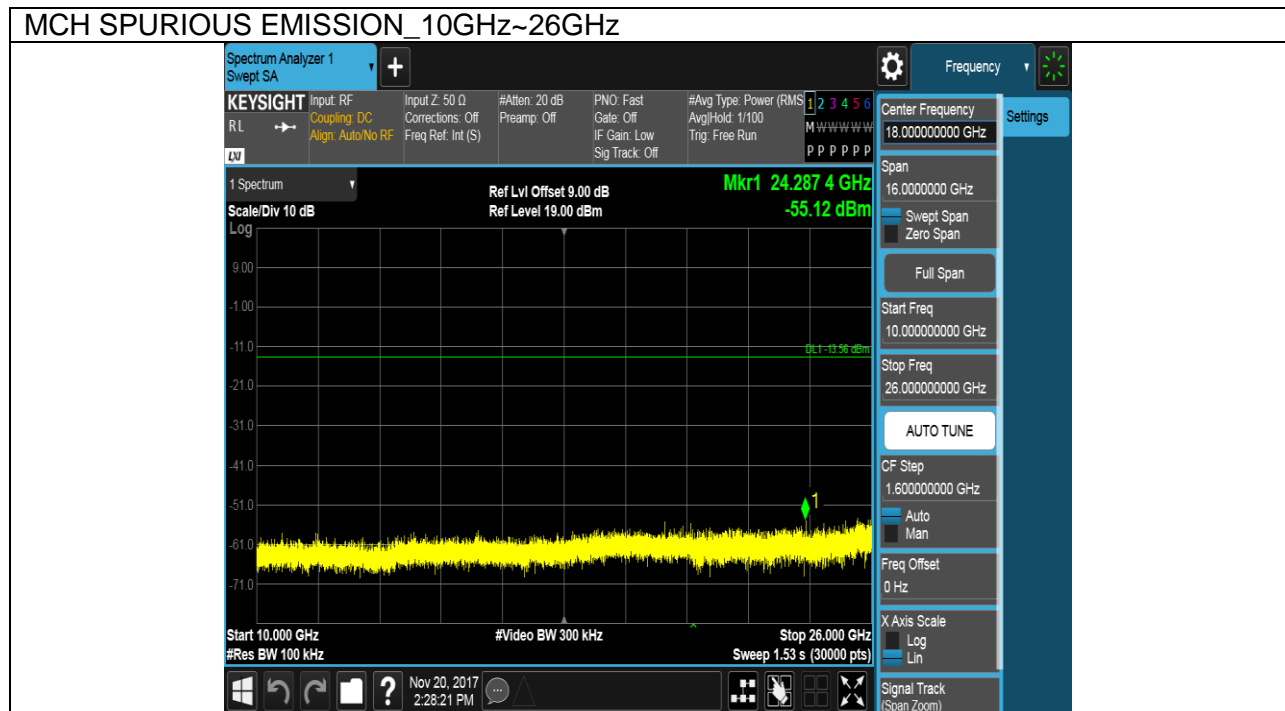 MCH SPURIOUS EMISSION_10GHz~26GHz
Spectrum Analyzer 1
Swept SA
+
Frequency
KEYSIGHT
RL
LXI
Input: RF
Coupling: DC
Align: Auto/No RF
Input Z: 50 Ω
Corrections: Off
Freq Ref: Int (S)
#Atten: 20 dB
Preamp: Off
PNO: Fast
Gate: Off
IF Gain: Low
Sig Track: Off
#Avg Type: Power (RMS
Avg|Hold: 1/100
Trig: Free Run
1 2 3 4 5 6
M W W W W W
P P P P P P
1 Spectrum
Scale/Div 10 dB
Log
Ref Lvl Offset 9.00 dB
Ref Level 19.00 dBm
Mkr1 24.287 4 GHz
-55.12 dBm
9.00
-1.00
-11.0
DL1 -13.56 dBm
-21.0
-31.0
-41.0
-51.0
1
-61.0
-71.0
Start 10.000 GHz
#Res BW 100 kHz
#Video BW 300 kHz
Stop 26.000 GHz
Sweep 1.53 s (30000 pts)
Center Frequency
18.000000000 GHz
Settings
Span
16.0000000 GHz
Swept Span
Zero Span
Full Span
Start Freq
10.000000000 GHz
Stop Freq
26.000000000 GHz
AUTO TUNE
CF Step
1.600000000 GHz
Auto
Man
Freq Offset
0 Hz
X Axis Scale
Log
Lin
Signal Track
(Span Zoom)
?
Nov 20, 2017
2:28:21 PM